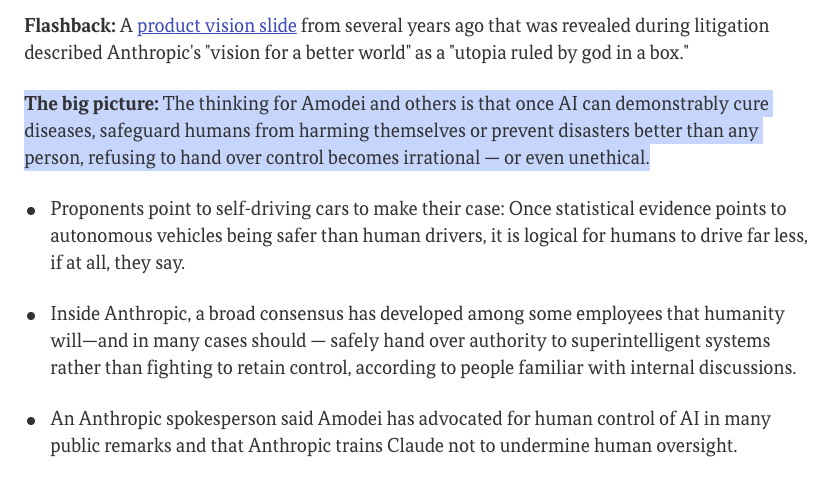 Flashback: A product vision slide from several years ago that was revealed during litigation
described Anthropic's "vision for a better world" as a "utopia ruled by god in a box."
The big picture: The thinking for Amodei and others is that once AI can demonstrably cure
diseases, safeguard humans from harming themselves or prevent disasters better than any
person, refusing to hand over control becomes irrational — or even unethical.
• Proponents point to self-driving cars to make their case: Once statistical evidence points to
autonomous vehicles being safer than human drivers, it is logical for humans to drive far less,
if at all, they say.
• Inside Anthropic, a broad consensus has developed among some employees that humanity
will—and in many cases should — safely hand over authority to superintelligent systems
rather than fighting to retain control, according to people familiar with internal discussions.
• An Anthropic spokesperson said Amodei has advocated for human control of AI in many
public remarks and that Anthropic trains Claude not to undermine human oversight.